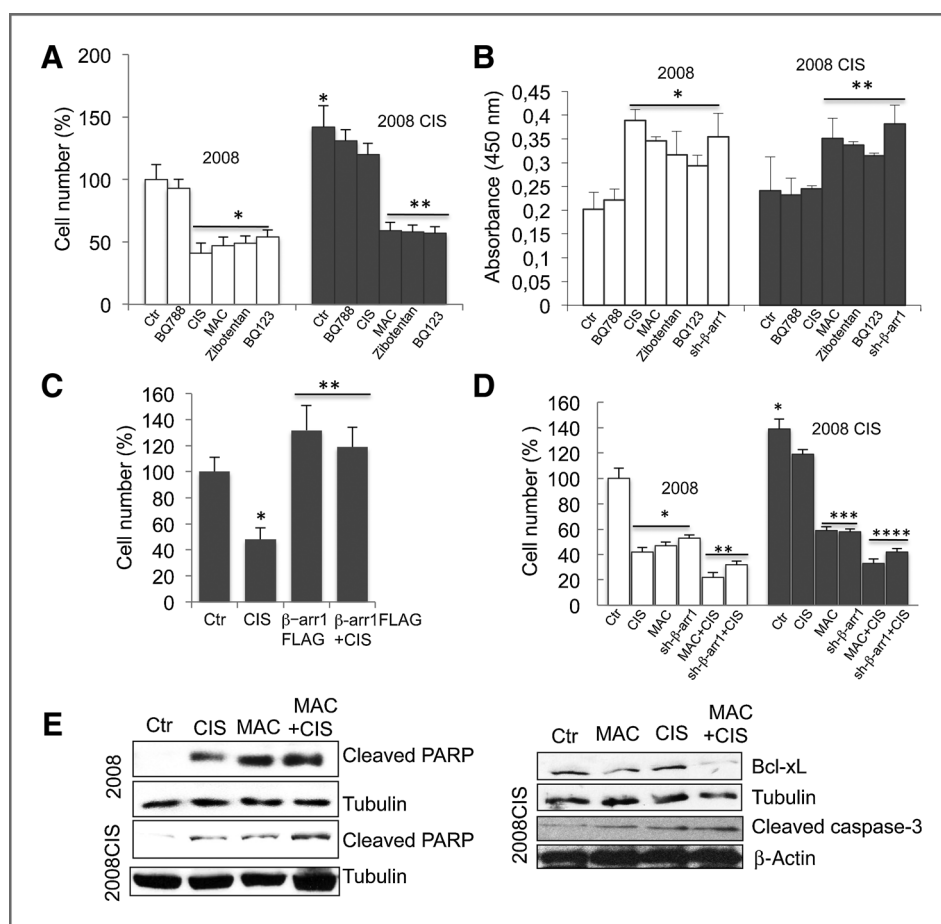 A
Cell number (%)
200
150
100
50
0
2008
*
*
2008 CIS
**
Ctr
BQ788
CIS
MAC
Zibotentan
BQ123
Ctr
BQ788
CIS
MAC
Zibotentan
BQ123
B
Absorbance (450 nm)
0,45
0,4
0,35
0,3
0,25
0,2
0,15
0,1
0,05
0
2008
*
2008 CIS
**
Ctr
BQ788
CIS
MAC
Zibotentan
BQ123
sh-β-arr1
Ctr
BQ788
CIS
MAC
Zibotentan
BQ123
sh-β-arr1
C
Cell number (%)
160
140
120
100
80
60
40
20
0
*
**
Ctr
CIS
β–arr1
FLAG
β-arr1FLAG
+CIS
D
Cell number (% )
160
140
120
100
80
60
40
20
0
2008
*
**
*
2008 CIS
***
****
Ctr
CIS
MAC
sh-β-arr1
MAC+CIS
sh-β-arr1+CIS
Ctr
CIS
MAC
sh-β-arr1
MAC+CIS
sh-β-arr1+CIS
E
Ctr CIS MAC MAC
+CIS
2008
Cleaved PARP
Tubulin
2008CIS
Cleaved PARP
Tubulin
Ctr MAC CIS MAC
+CIS
2008CIS
Bcl-xL
Tubulin
Cleaved caspase-3
β-Actin